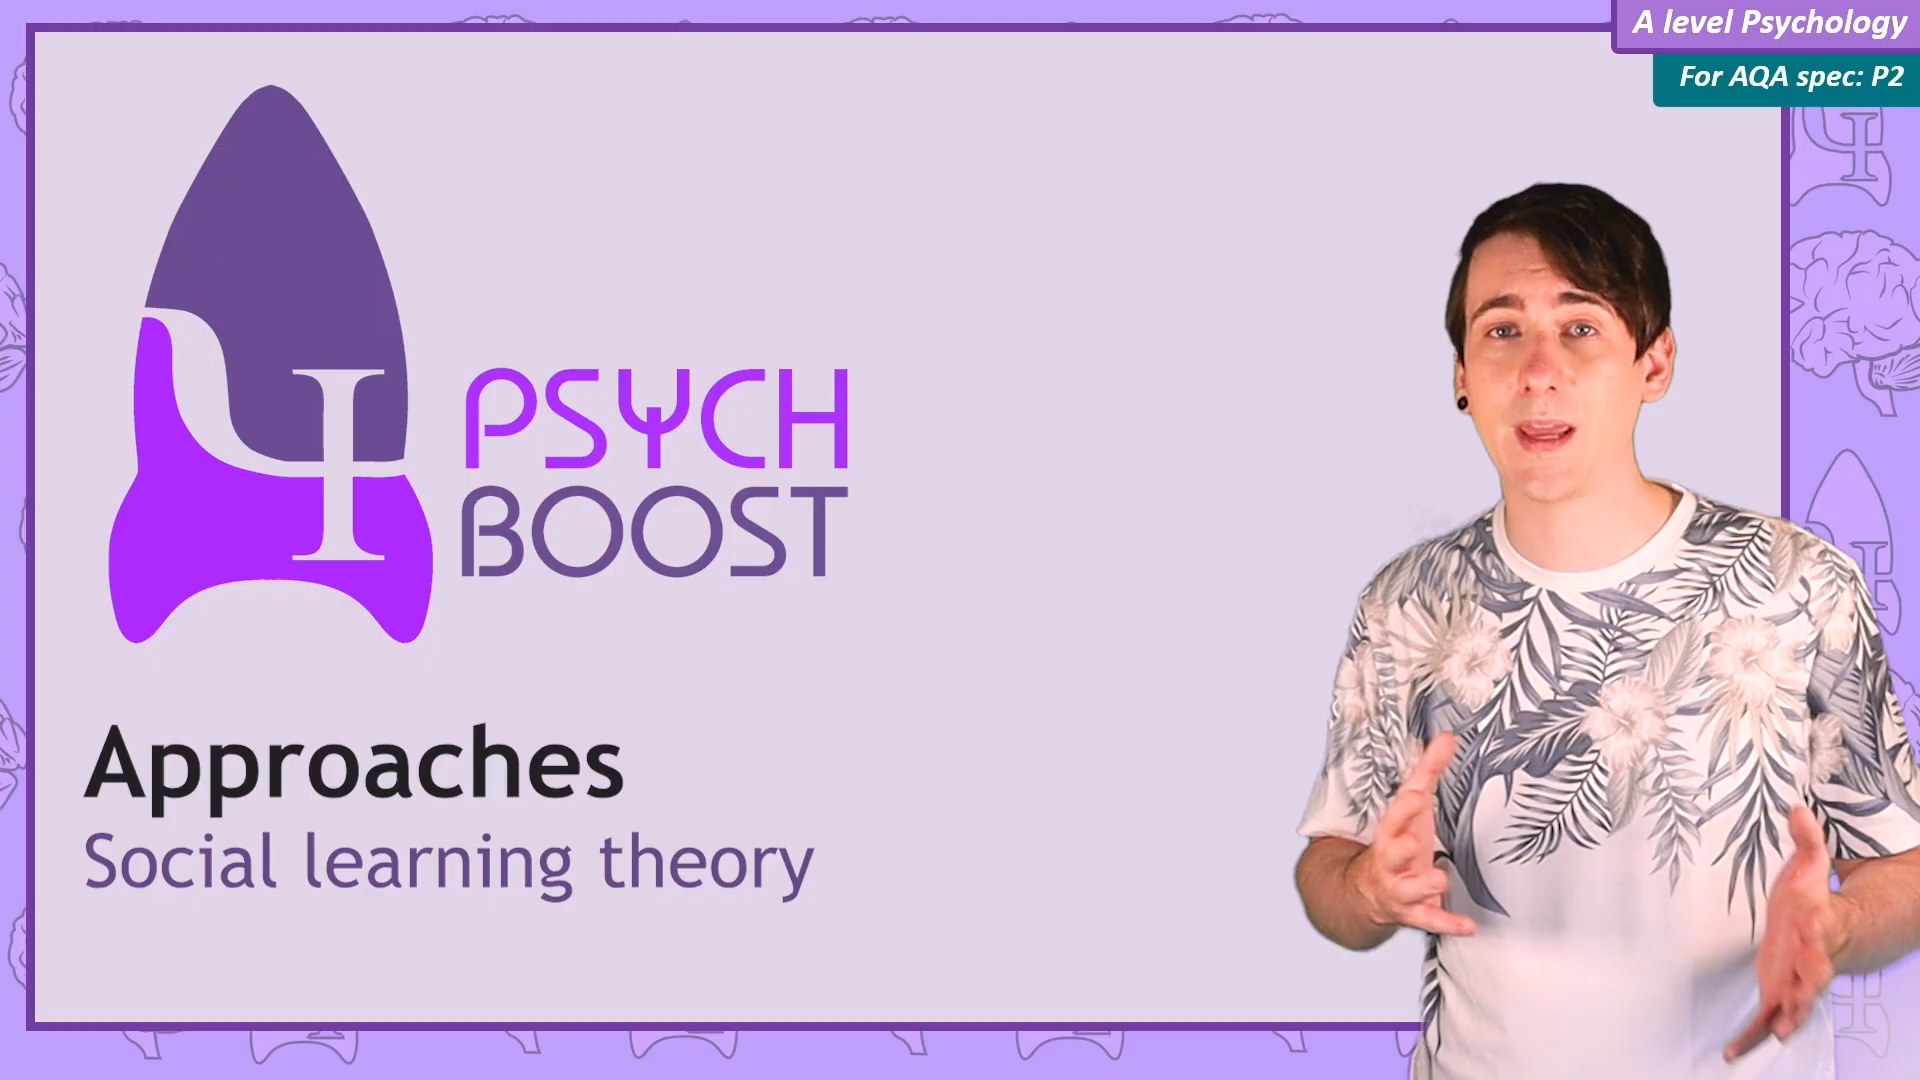 A level Psychology
For AQA spec: P2
PSYCH
BOOST
Approaches
Social learning theory